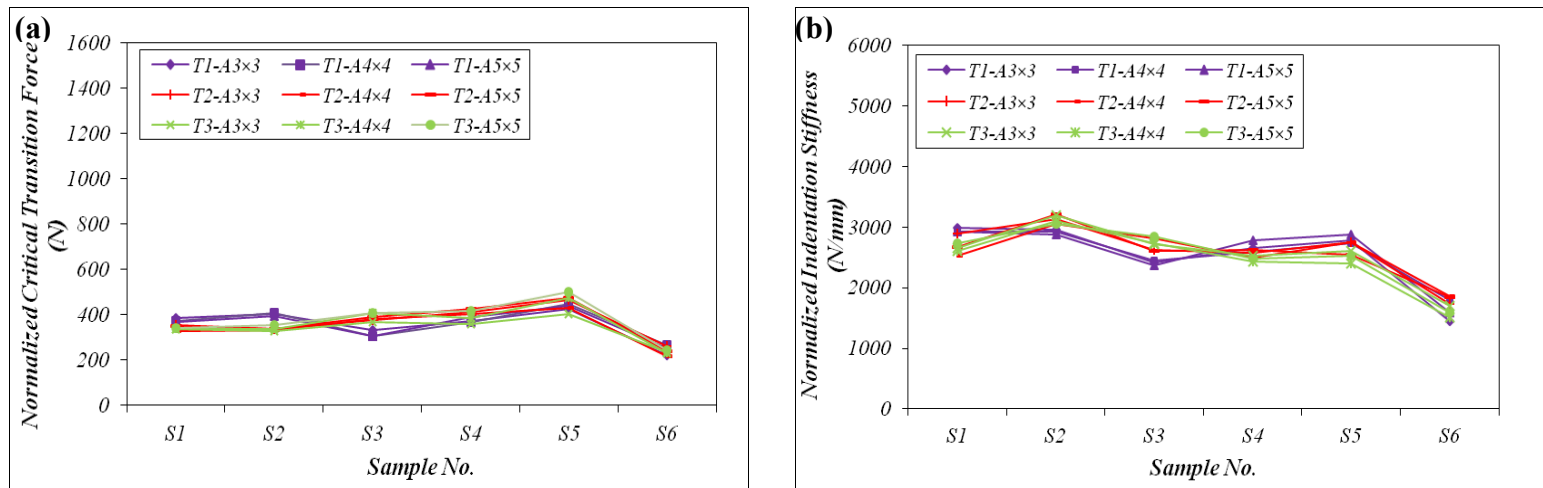 (a)
Normalized Critical Transition Force
(N)
1600
1400
1200
1000
800
600
400
200
0
T1-A3×3 T1-A4×4 T1-A5×5
T2-A3×3 T2-A4×4 T2-A5×5
T3-A3×3 T3-A4×4 T3-A5×5
S1 S2 S3 S4 S5 S6
Sample No.
(b)
Normalized Indentation Stiffness
(N/mm)
6000
5000
4000
3000
2000
1000
0
T1-A3×3 T1-A4×4 T1-A5×5
T2-A3×3 T2-A4×4 T2-A5×5
T3-A3×3 T3-A4×4 T3-A5×5
S1 S2 S3 S4 S5 S6
Sample No.